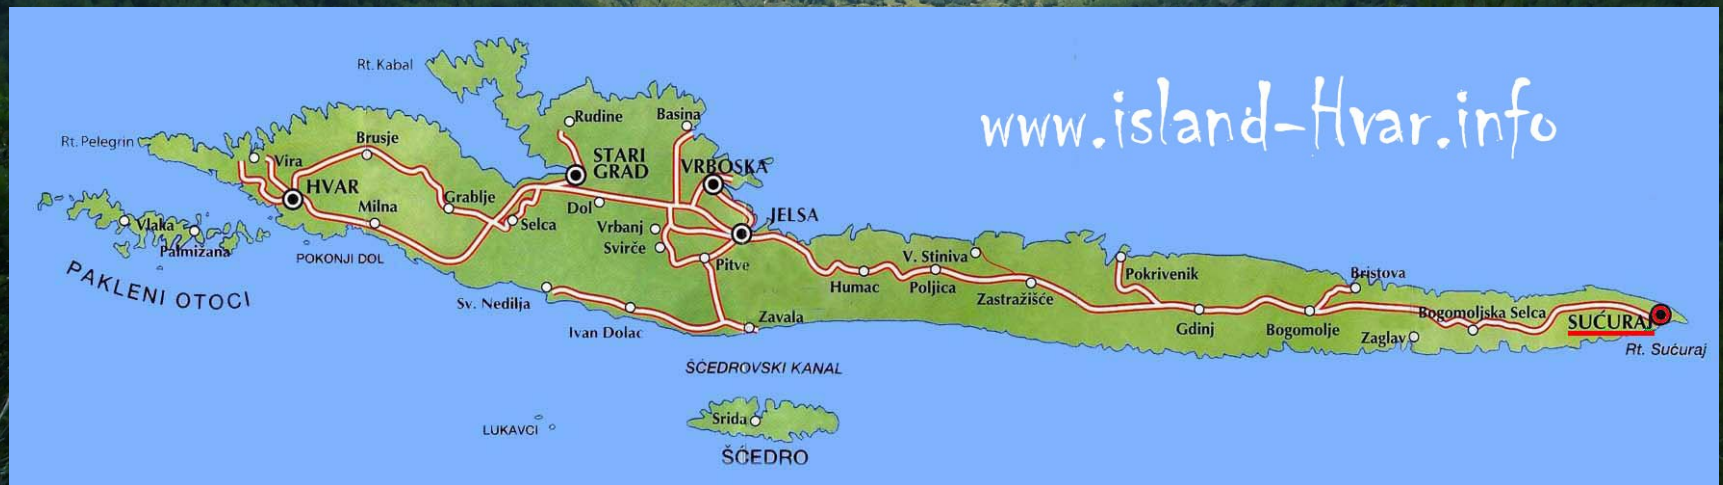 www.island-Hvar.info
Rt. Kabal
Rt. Pelegrin
Brusje
Vira
HVAR
Milna
Grablje
Selca
Rudine
STARI
GRAD
Basina
VRBOSKA
Dol
Vrbanj
Svirče
JELSA
Pitve
Vlaka
Palmižana
PAKLENI OTOCI
POKONJI DOL
Sv. Nedilja
Ivan Dolac
Zavala
Humac
V. Stiniva
Poljica
Zastražišće
Pokrivenik
Gdinj
Bogomolje
Bristova
Zaglav
Bogomoljska Selca
SUĆURAJ
Rt. Sućuraj
ŠĆEDROVSKI KANAL
LUKAVCI
Srida
ŠĆEDRO